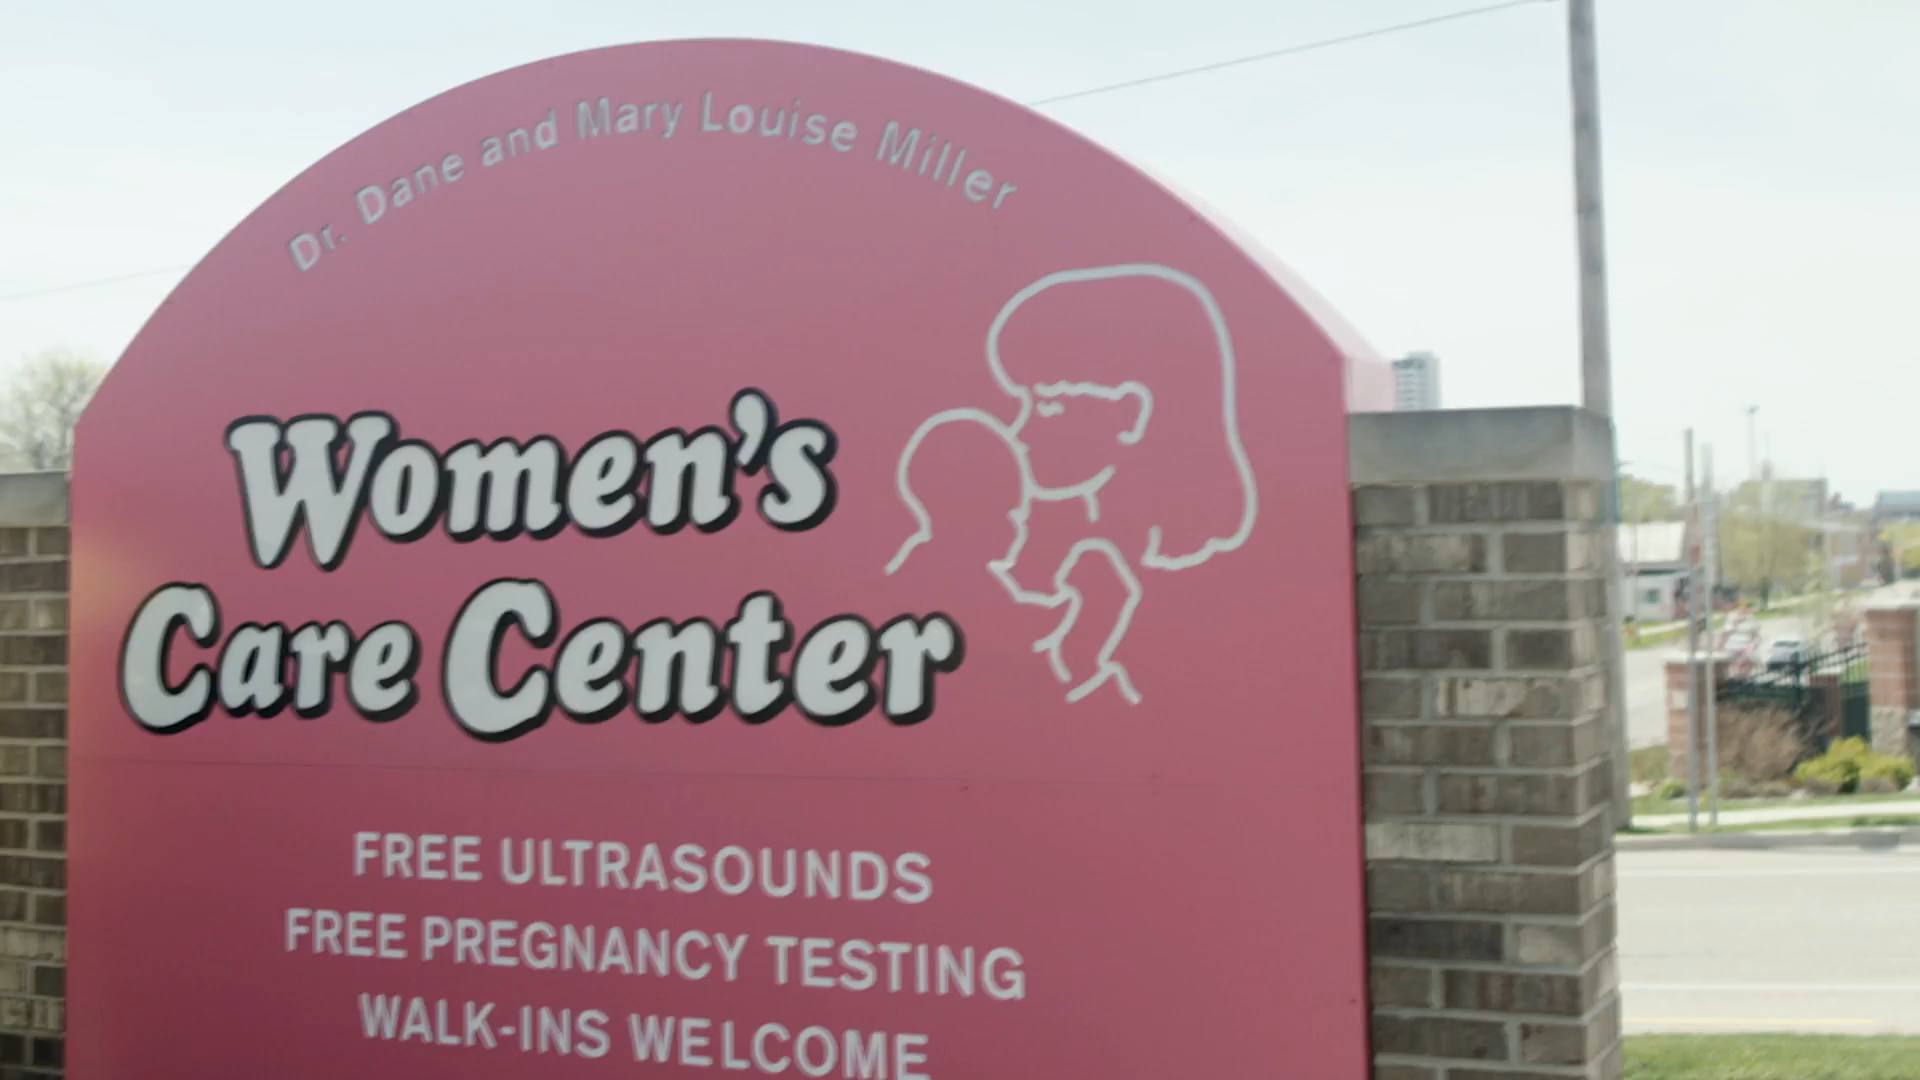 Dr. Dane and Mary Louise Miller
Women's
Care Center
FREE ULTRASOUNDS
FREE PREGNANCY TESTING
WALK-INS WELCOME